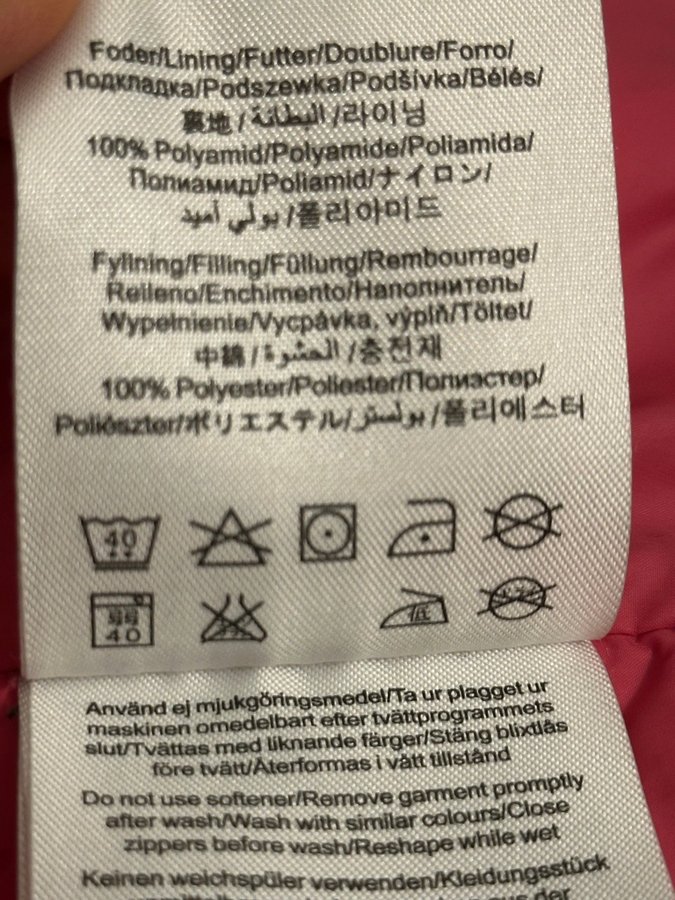 Foder/Lining/Futter/Doublure/Forro/
Подкладка/Podszewka/Podšívka/Bélés/
裏地/البطانة/라이닝
100% Polyamid/Polyamide/Poliamida/
Полиамид/Poliamid/ナイロン/
بولي أميد/폴리아미드
Fyllning/Filling/Füllung/Rembourrage/
Relleno/Enchimento/Наполнитель/
Wypełnienie/Vycpávka, výplň/Töltet/
中綿/الحشوة/충전재
100% Polyester/Poliester/Полиэстер/
Poliészter/ポリエステル/بولستر/폴리에스터
40
40
低
Använd ej mjukgöringsmedel/Ta ur plagget ur
maskinen omedelbart efter tvättprogrammets
slut/Tvättas med liknande färger/Stäng blixtlås
före tvätt/Återformas i vått tillstånd
Do not use softener/Remove garment promptly
after wash/Wash with similar colours/Close
zippers before wash/Reshape while wet
Keinen weichspüler verwenden/Kleidungsstück
aus der